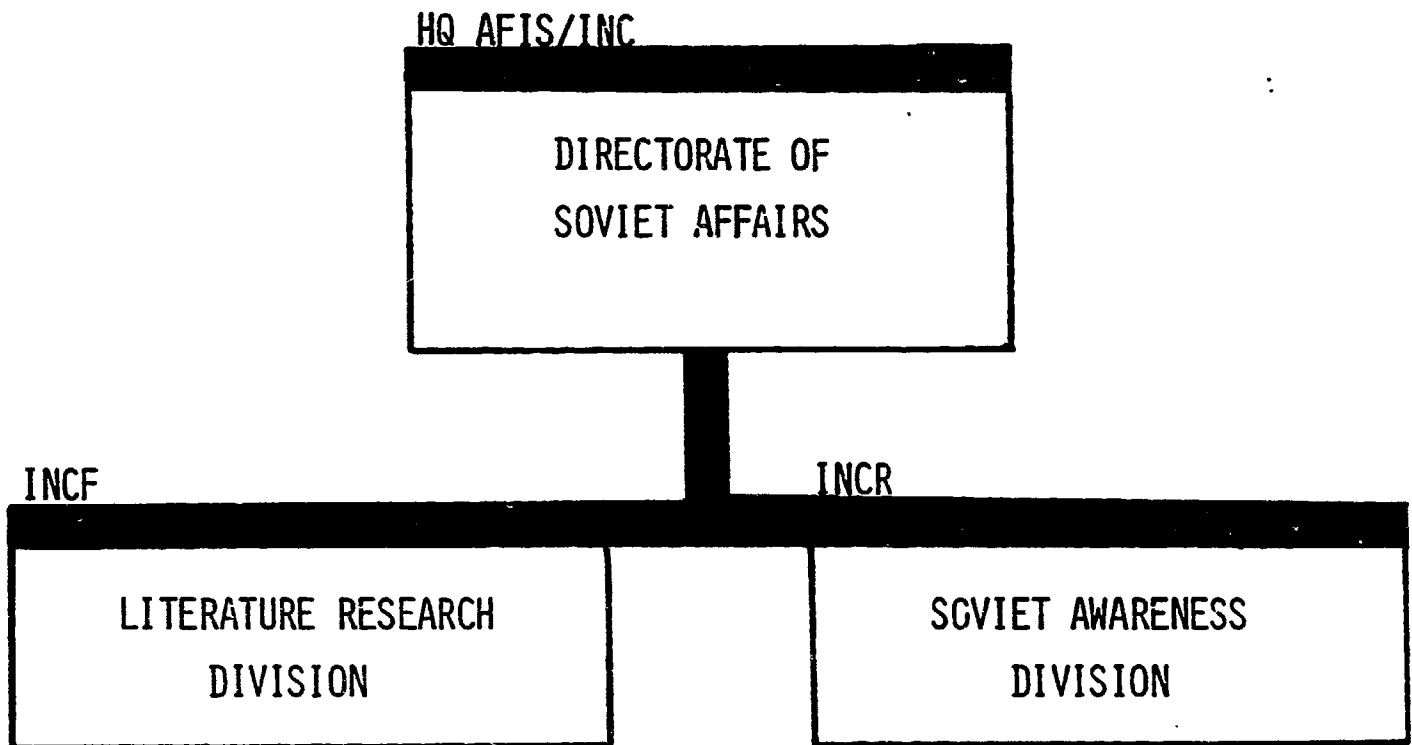 HQ AFIS/INC
DIRECTORATE OF
SOVIET AFFAIRS
INCF
INCR
LITERATURE RESEARCH
DIVISION
SOVIET AWARENESS
DIVISION